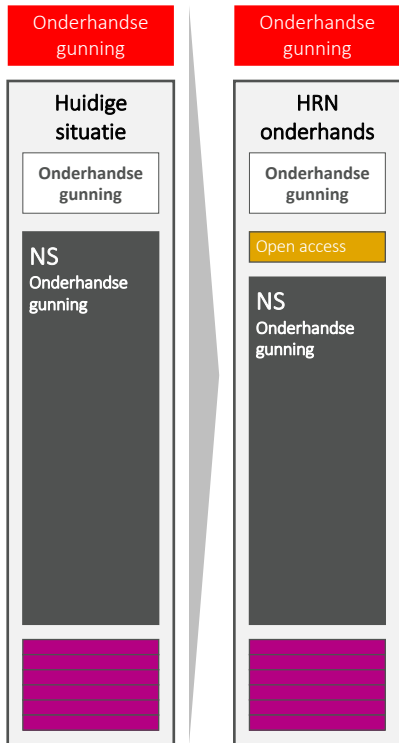 Onderhandse
gunning
Huidige
situatie
Onderhandse
gunning
NS
Onderhandse
gunning
Onderhandse
gunning
HRN
onderhands
Onderhandse
gunning
Open access
NS
Onderhandse
gunning